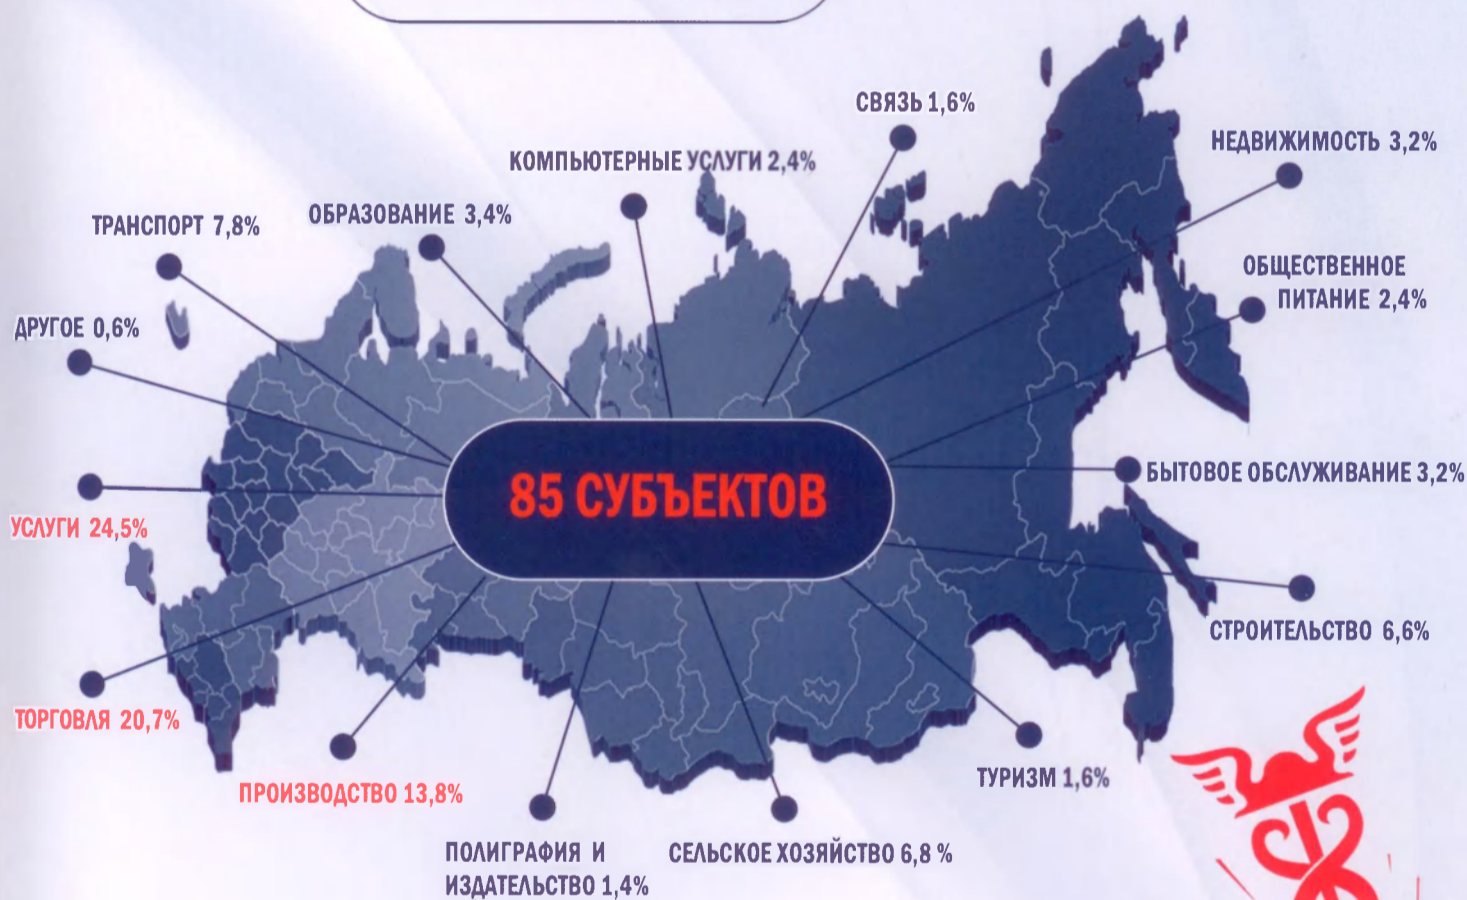 СВЯЗЬ 1,6%
НЕДВИЖИМОСТЬ 3,2%
КОМПЬЮТЕРНЫЕ УСЛУГИ 2,4%
ОБРАЗОВАНИЕ 3,4%
ТРАНСПОРТ 7,8%
ОБЩЕСТВЕННОЕ
ПИТАНИЕ 2,4%
ДРУГОЕ 0,6%
85 СУБЪЕКТОВ
БЫТОВОЕ ОБСЛУЖИВАНИЕ 3,2%
УСЛУГИ 24,5%
СТРОИТЕЛЬСТВО 6,6%
ТОРГОВЛЯ 20,7%
ТУРИЗМ 1,6%
ПРОИЗВОДСТВО 13,8%
ПОЛИГРАФИЯ И
ИЗДАТЕЛЬСТВО 1,4%
СЕЛЬСКОЕ ХОЗЯЙСТВО 6,8 %